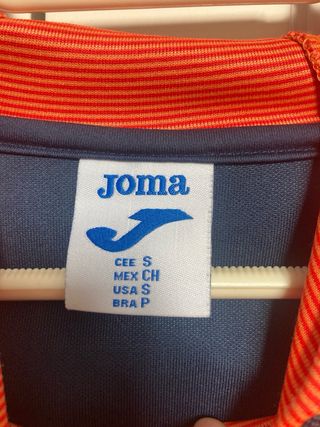 Joma
CEE S
MEX CH
USA S
BRA P